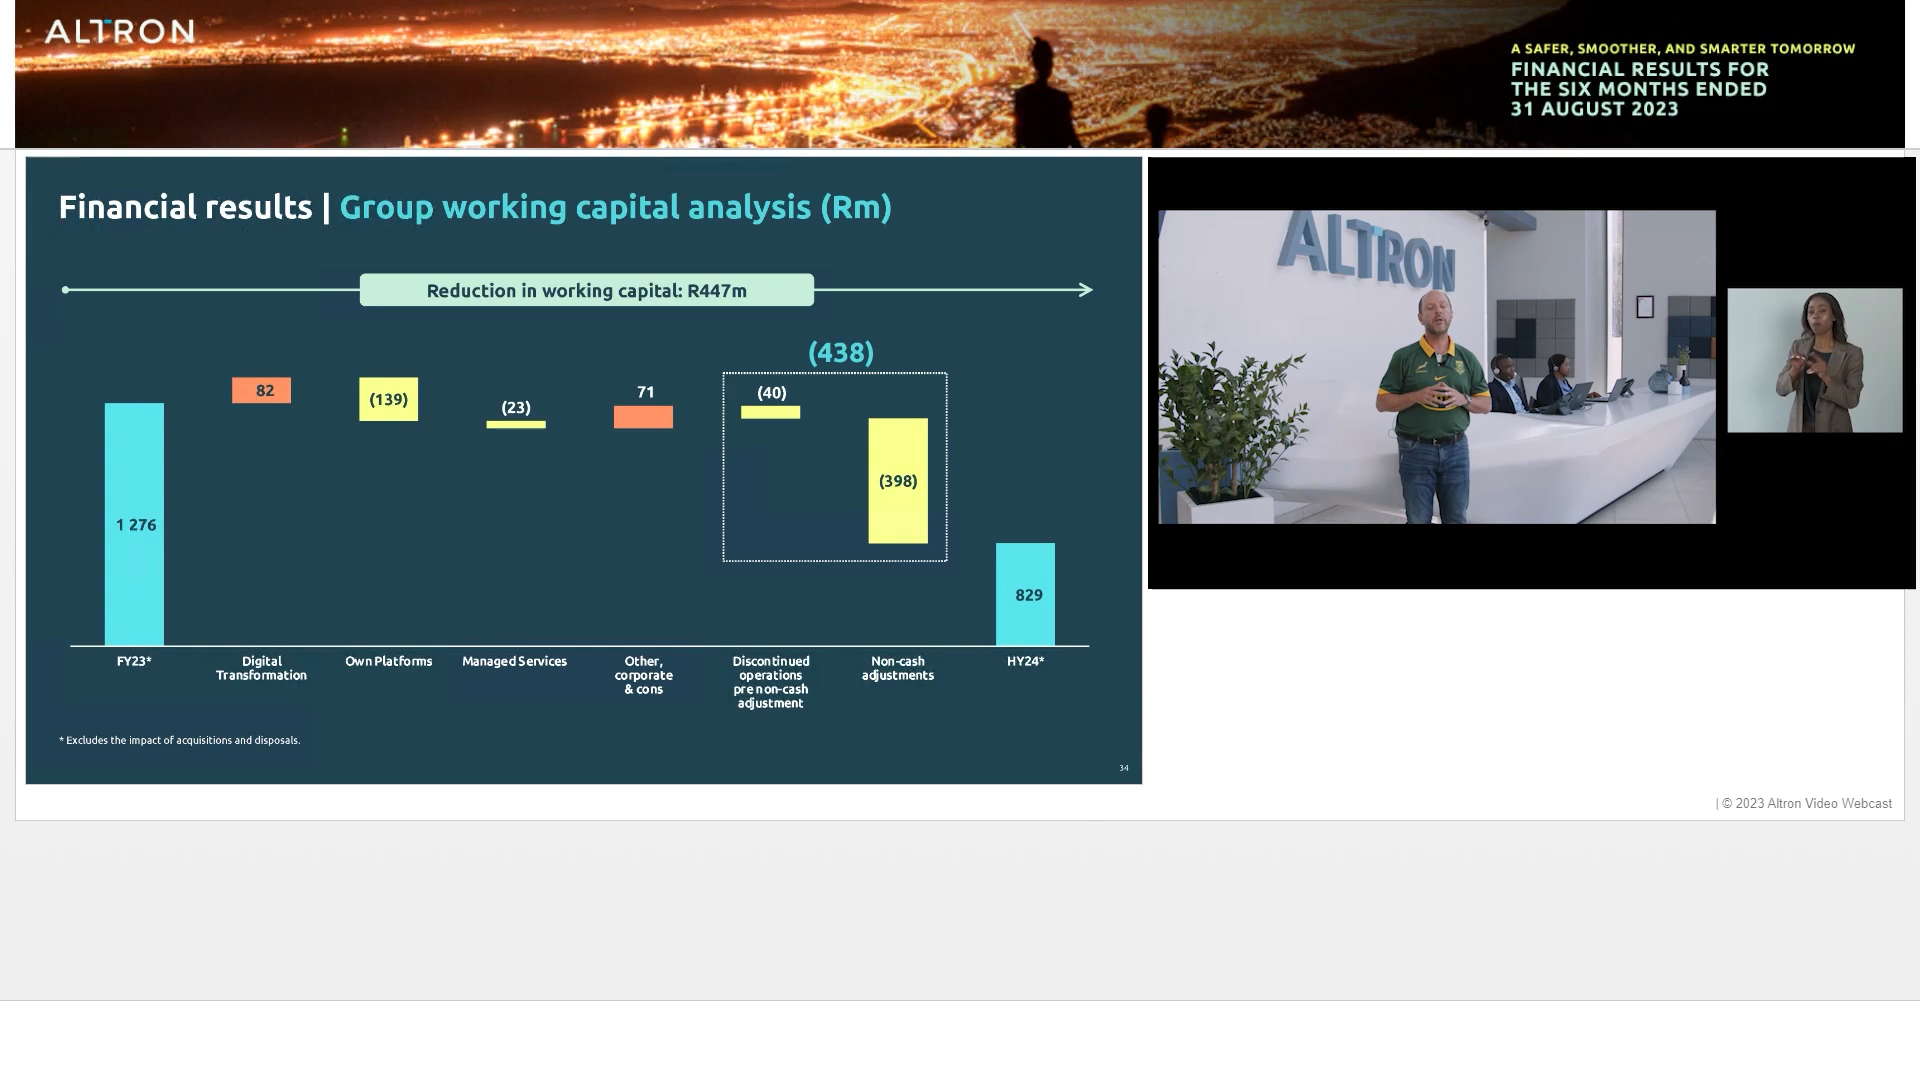 ALTRON
A SAFER, SMOOTHER, AND SMARTER TOMORROW
FINANCIAL RESULTS FOR
THE SIX MONTHS ENDED
31 AUGUST 2023
Financial results | Group working capital analysis (Rm)
Reduction in working capital: R447m
(438)
1 276
82
(139)
(23)
71
(40)
(398)
829
FY23*
Digital
Transformation
Own Platforms
Managed Services
Other,
corporate
& cons
Discontinued
operations
pre non-cash
adjustment
Non-cash
adjustments
HY24*
* Excludes the impact of acquisitions and disposals.
34
ALTRON
| © 2023 Altron Video Webcast